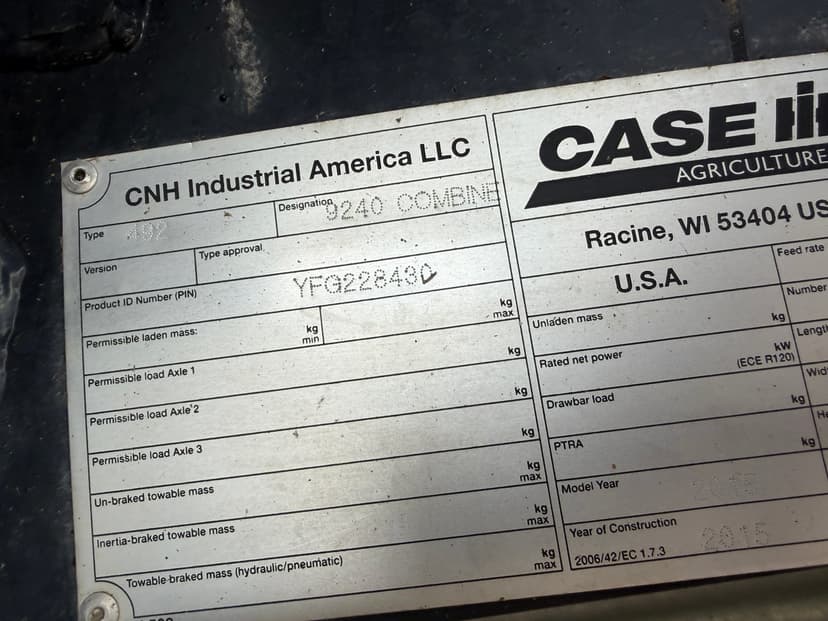 CNH Industrial America LLC
Type 492
Designation 9240 COMBINE
Version
Type approval
Product ID Number (PIN) YFG228430
Permissible laden mass: kg min kg max
Permissible load Axle 1 kg
Permissible load Axle 2 kg
Permissible load Axle 3 kg
Un-braked towable mass kg max
Inertia-braked towable mass kg max
Towable-braked mass (hydraulic/pneumatic) kg max
CASE IH
AGRICULTURE
Racine, WI 53404 US
U.S.A.
Feed rate
Unladen mass kg
Number
Rated net power kW (ECE R120)
Length
Drawbar load kg
PTRA kg
Model Year 2015
Year of Construction 2015
2006/42/EC 1.7.3